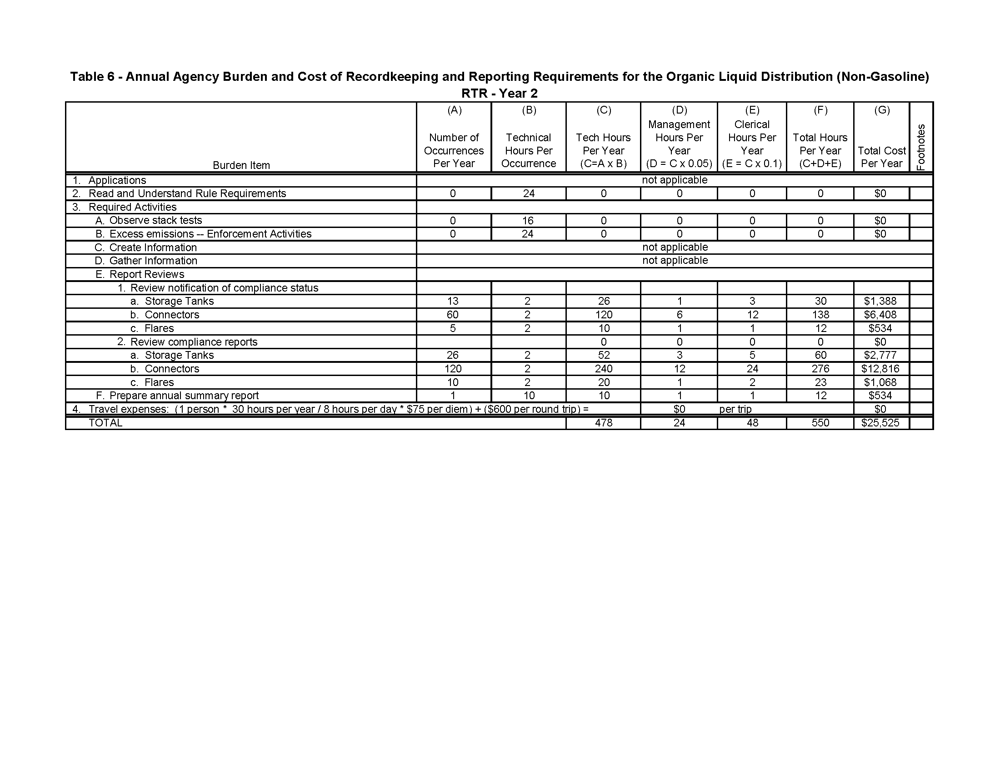 Table 6 - Annual Agency Burden and Cost of Recordkeeping and Reporting Requirements for the Organic Liquid Distribution (Non-Gasoline)
RTR - Year 2
(A) (B) (C) (D) (E) (F) (G)
Management Clerical
Number of Technical Tech Hours Hours Per Hours Per Total Hours
Occurrences Hours Per Per Year Year Year Per Year Total Cost
Burden Item Per Year Occurrence (C=A x B) (D = C x 0.05) (E = C x 0.1) (C+D+E) Per Year Footnotes
1. Applications not applicable
2. Read and Understand Rule Requirements 0 24 0 0 0 0 $0
3. Required Activities
A. Observe stack tests 0 16 0 0 0 0 $0
B. Excess emissions -- Enforcement Activities 0 24 0 0 0 0 $0
C. Create Information not applicable
D. Gather Information not applicable
E. Report Reviews
1. Review notification of compliance status
a. Storage Tanks 13 2 26 1 3 30 $1,388
b. Connectors 60 2 120 6 12 138 $6,408
c. Flares 5 2 10 1 1 12 $534
2. Review compliance reports 0 0 0 0 $0
a. Storage Tanks 26 2 52 3 5 60 $2,777
b. Connectors 120 2 240 12 24 276 $12,816
c. Flares 10 2 20 1 2 23 $1,068
F. Prepare annual summary report 1 10 10 1 1 12 $534
4. Travel expenses: (1 person * 30 hours per year / 8 hours per day * $75 per diem) + ($600 per round trip) = $0 per trip $0
TOTAL 478 24 48 550 $25,525